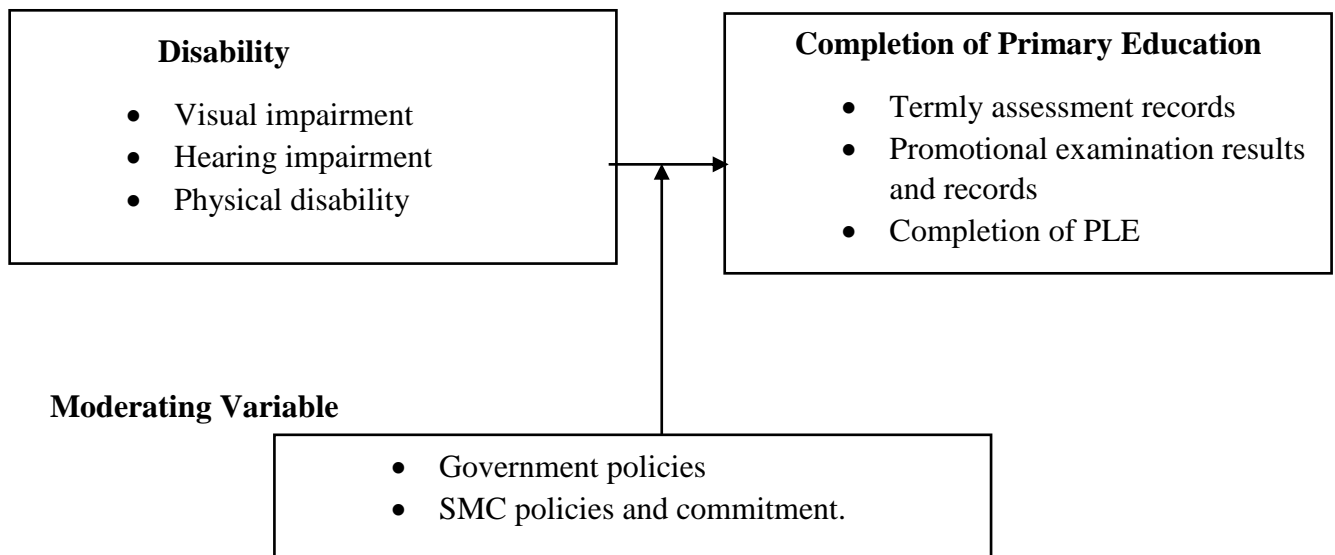 Disability
• Visual impairment
• Hearing impairment
• Physical disability
Completion of Primary Education
• Termly assessment records
• Promotional examination results
and records
• Completion of PLE
Moderating Variable
• Government policies
• SMC policies and commitment.